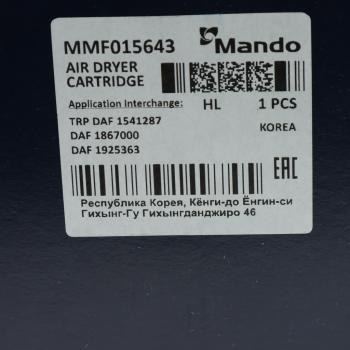 MMF015643 Mando
AIR DRYER
CARTRIDGE
Application Interchange: HL 1 PCS
TRP DAF 1541287 KOREA
DAF 1867000
DAF 1925363
EAC
Республика Корея, Кёнги-до Ёнгин-си
Гихынг-Гу Гихынгданджиро 46